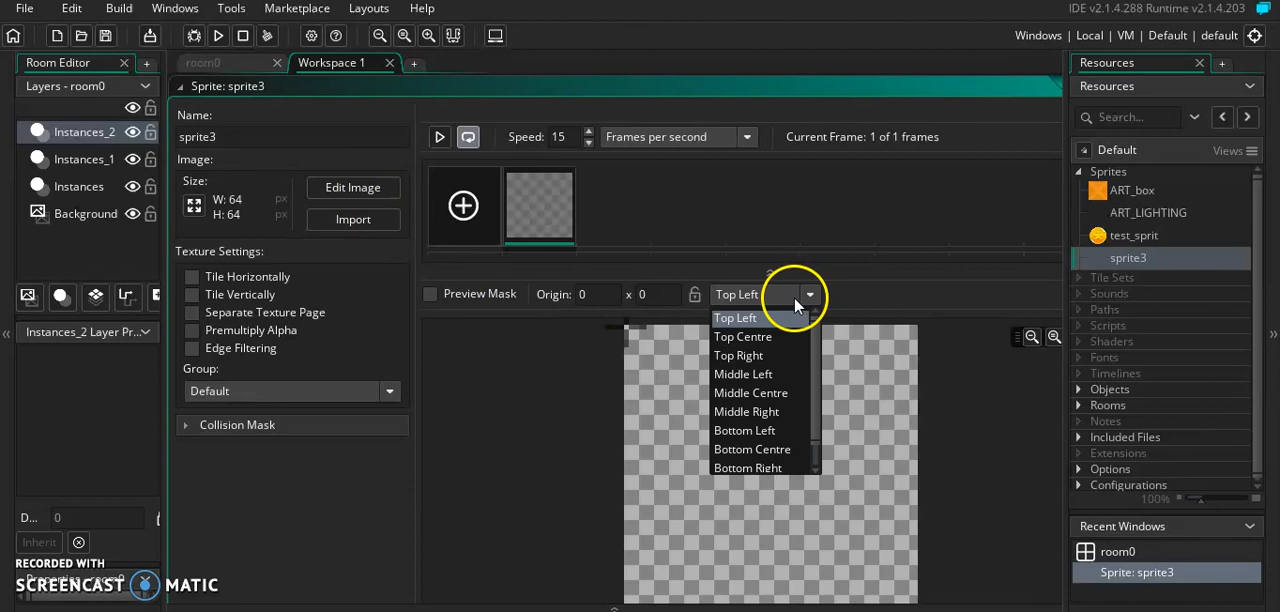 File Edit Build Windows Tools Marketplace Layouts Help
IDE v2.1.4.288 Runtime v2.1.4.203
Windows | Local | VM | Default | default
Room Editor
Layers - room0
Instances_2
Instances_1
Instances
Background
Instances_2 Layer Pr...
D... 0
Inherit
Properties - room0
RECORDED WITH
SCREENCAST MATIC
room0
Workspace 1
Sprite: sprite3
Name:
sprite3
Image:
Size:
W: 64 px
H: 64 px
Edit Image
Import
Texture Settings:
Tile Horizontally
Tile Vertically
Separate Texture Page
Premultiply Alpha
Edge Filtering
Group:
Default
Collision Mask
Speed: 15 Frames per second Current Frame: 1 of 1 frames
Preview Mask Origin: 0 x 0 Top Left
Top Left
Top Centre
Top Right
Middle Left
Middle Centre
Middle Right
Bottom Left
Bottom Centre
Bottom Right
Resources
Resources
Search...
Default Views
Sprites
ART_box
ART_LIGHTING
test_sprit
sprite3
Tile Sets
Sounds
Paths
Scripts
Shaders
Fonts
Timelines
Objects
Rooms
Notes
Included Files
Extensions
Options
Configurations
100%
Recent Windows
room0
Sprite: sprite3